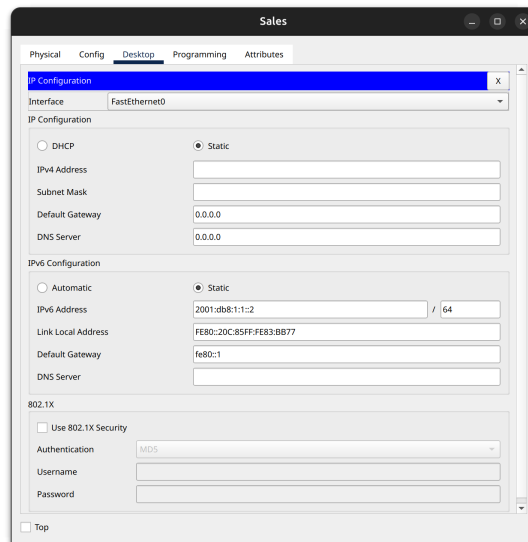 Sales
Physical Config Desktop Programming Attributes
IP Configuration X
Interface FastEthernet0
IP Configuration
DHCP Static
IPv4 Address
Subnet Mask
Default Gateway 0.0.0.0
DNS Server 0.0.0.0
IPv6 Configuration
Automatic Static
IPv6 Address 2001:db8:1:1::2 / 64
Link Local Address FE80::20C:85FF:FE83:BB77
Default Gateway fe80::1
DNS Server
802.1X
Use 802.1X Security
Authentication MD5
Username
Password
Top